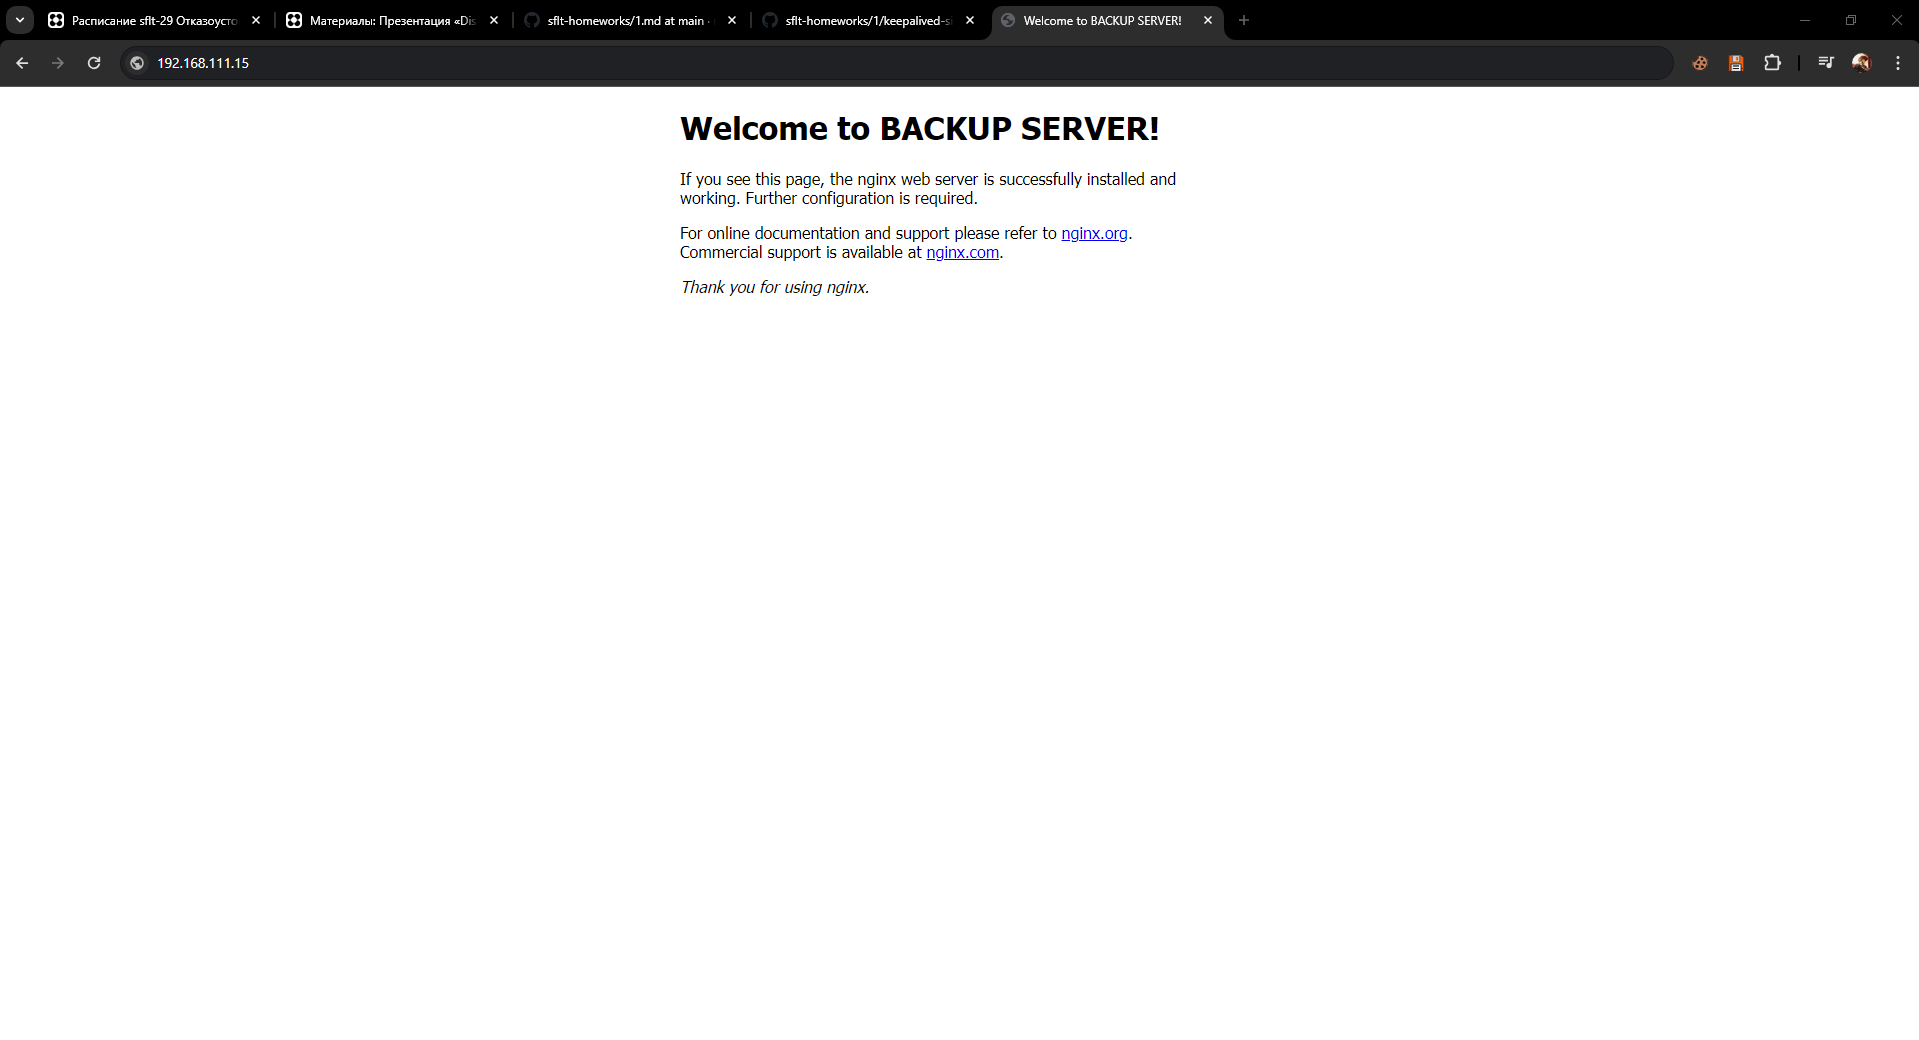 Расписание sflt-29 Отказоусто
Материалы: Презентация «Dis
sflt-homeworks/1.md at main ·
sflt-homeworks/1/keepalived-si
Welcome to BACKUP SERVER!
192.168.111.15
Welcome to BACKUP SERVER!
If you see this page, the nginx web server is successfully installed and
working. Further configuration is required.
For online documentation and support please refer to nginx.org.
Commercial support is available at nginx.com.
Thank you for using nginx.